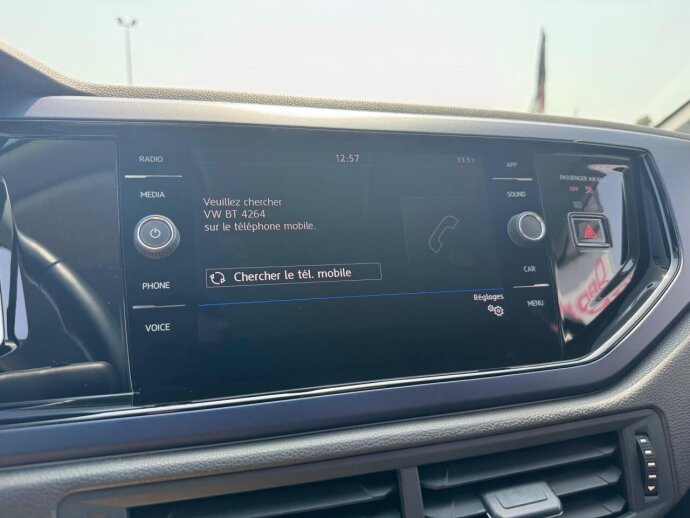 RADIO
12:57
33.5°C
APP
MEDIA
SOUND
PASSENGER AIR
OFF
Veuillez chercher
VW BT 4264
sur le téléphone mobile.
Chercher le tél. mobile
PHONE
CAR
Réglages
VOICE
MENU